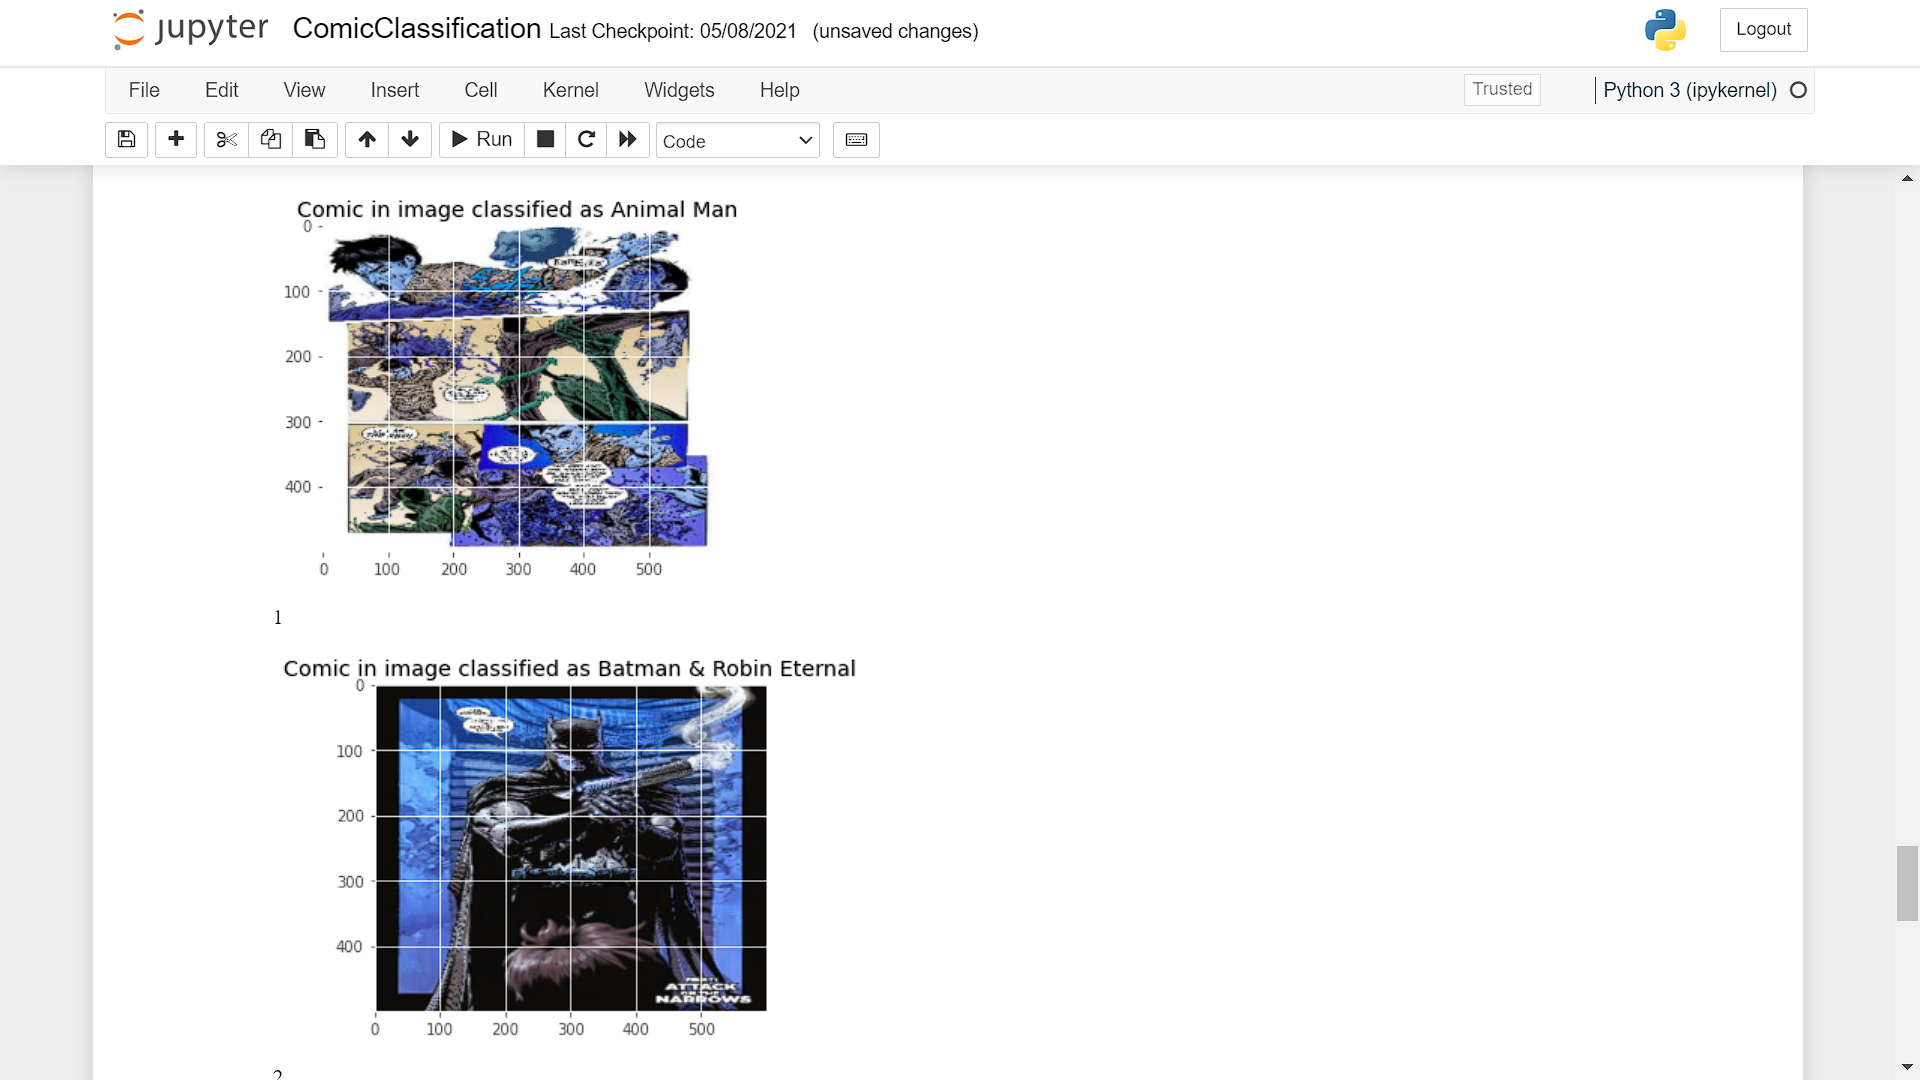 jupyter ComicClassification Last Checkpoint: 05/08/2021 (unsaved changes) Logout
File Edit View Insert Cell Kernel Widgets Help Trusted Python 3 (ipykernel)
Run Code
Comic in image classified as Animal Man
0
100
200
300
400
0 100 200 300 400 500
1
Comic in image classified as Batman & Robin Eternal
0
100
200
300
400
ATTACK
NARROWS
0 100 200 300 400 500
2